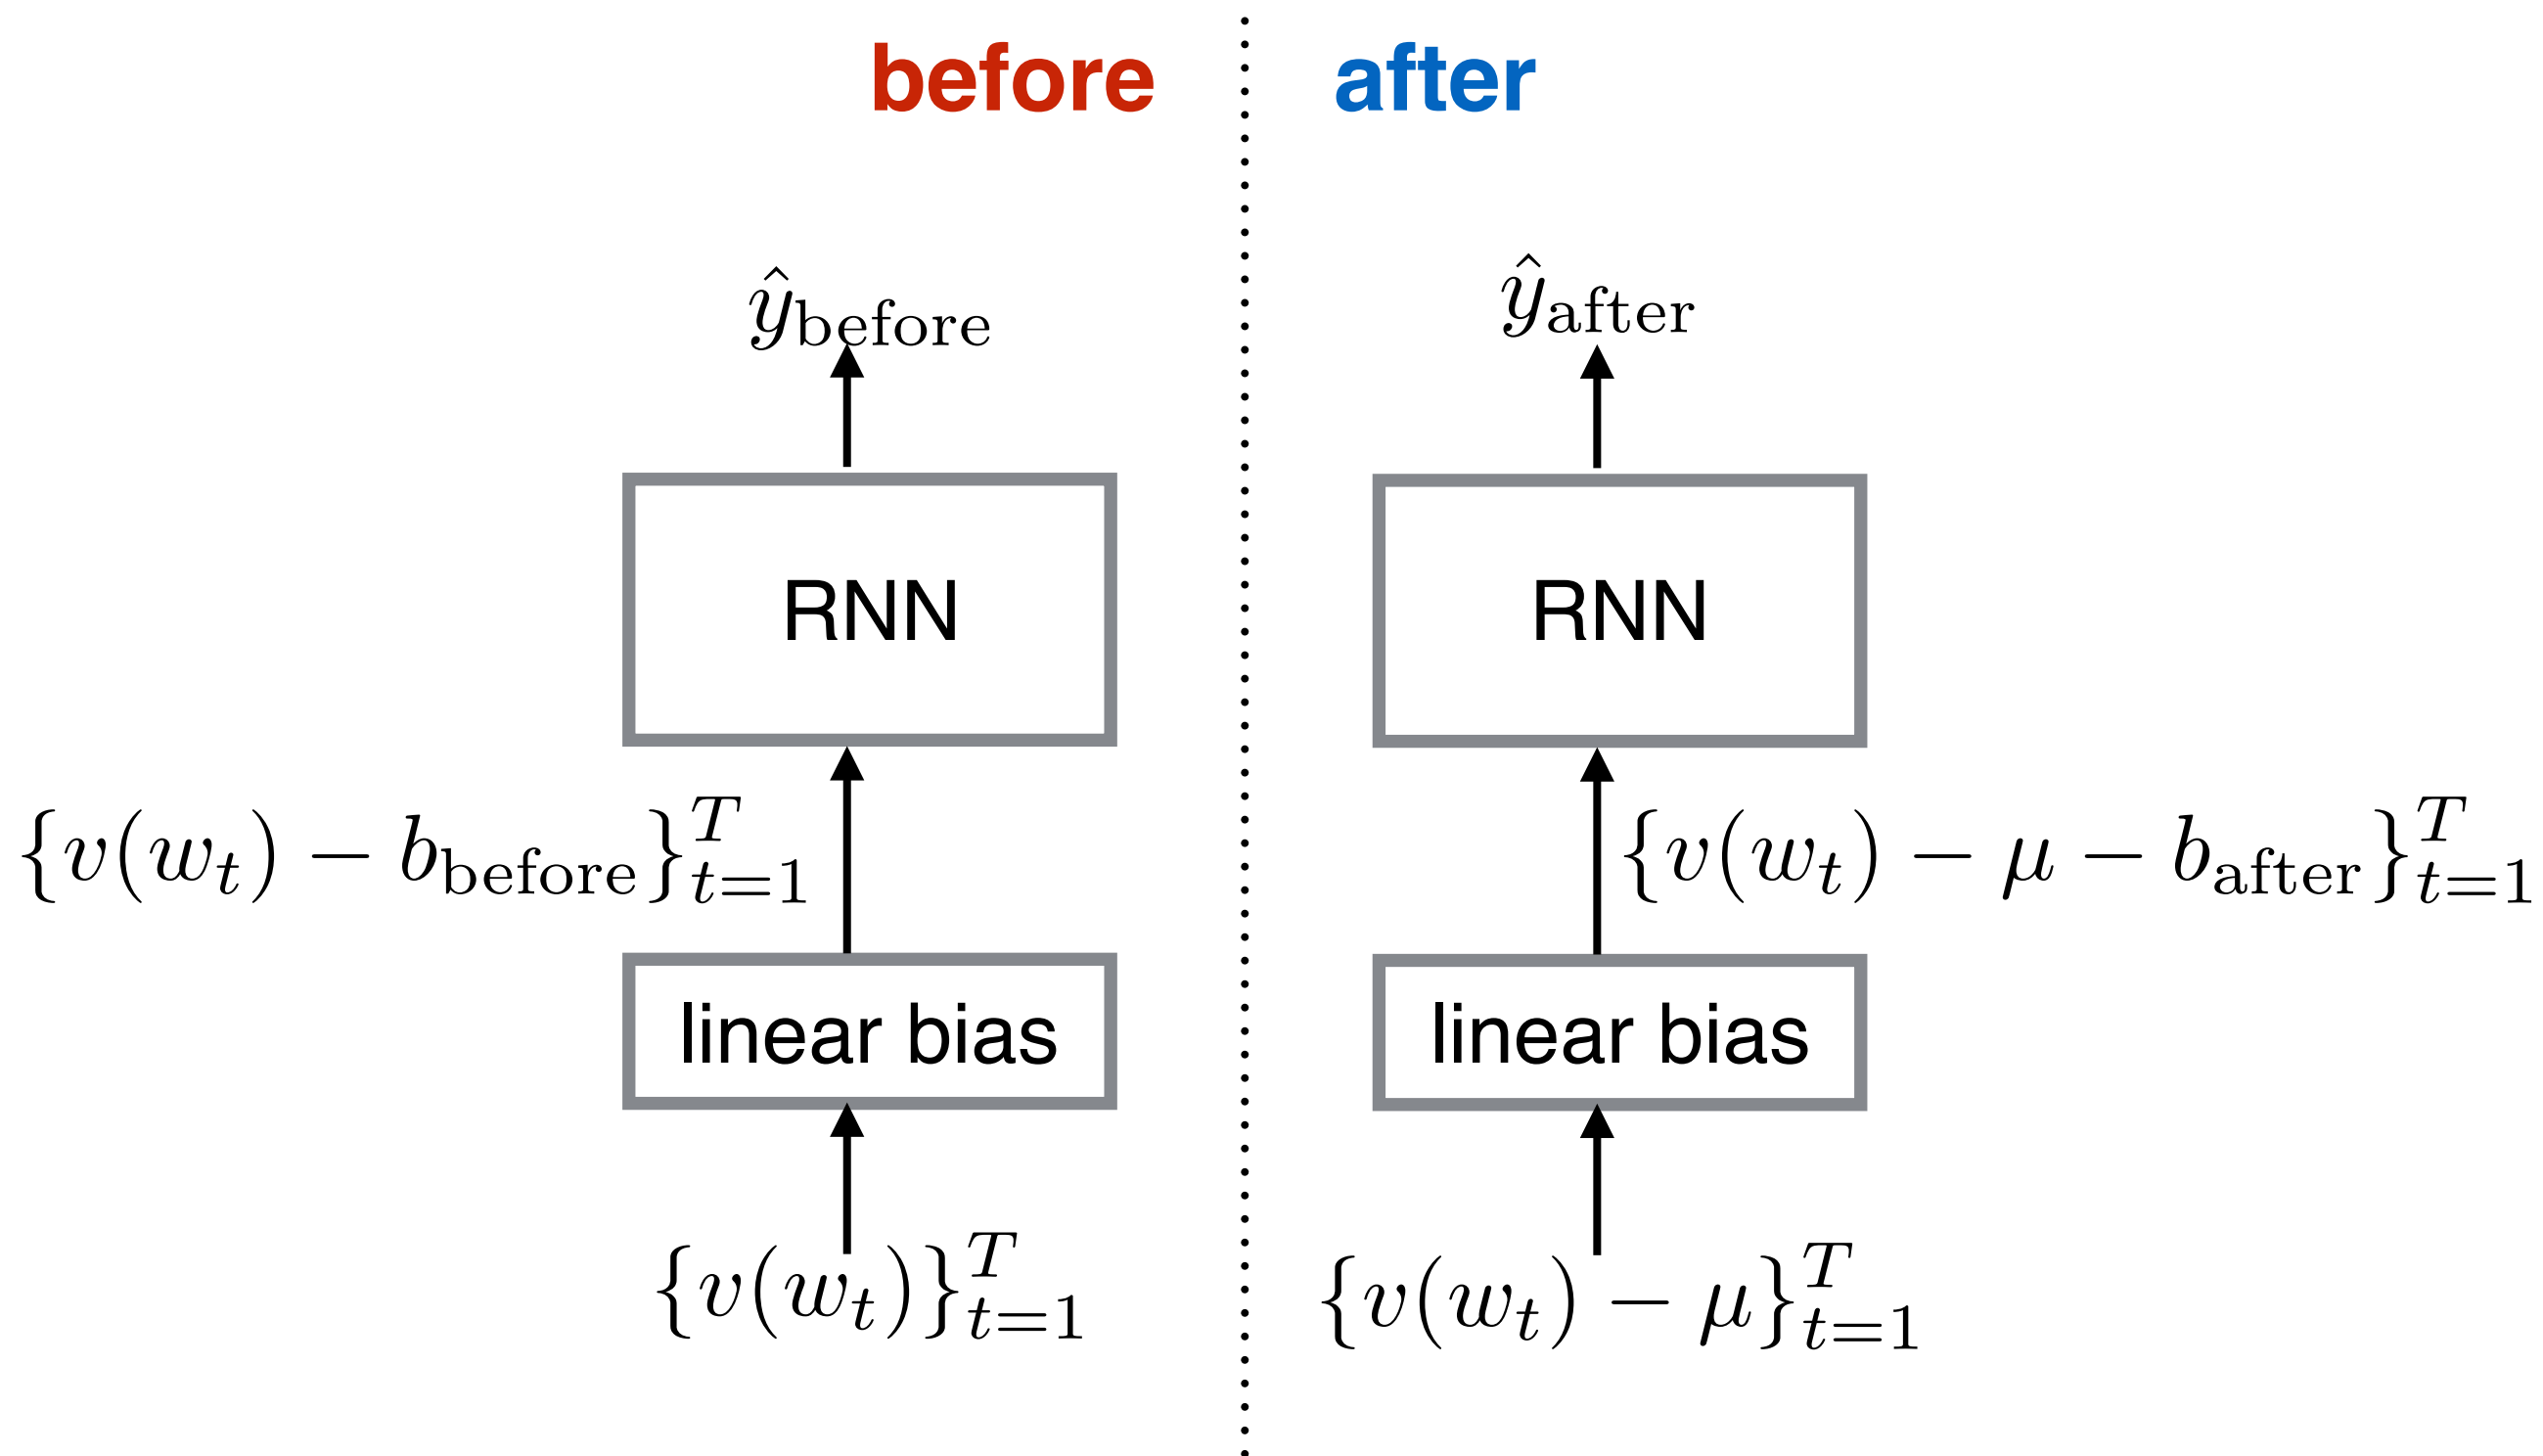 before after
ŷ_before ŷ_after
RNN RNN
{v(w_t) − b_before}_{t=1}^T {v(w_t) − μ − b_after}_{t=1}^T
linear bias linear bias
{v(w_t)}_{t=1}^T {v(w_t) − μ}_{t=1}^T